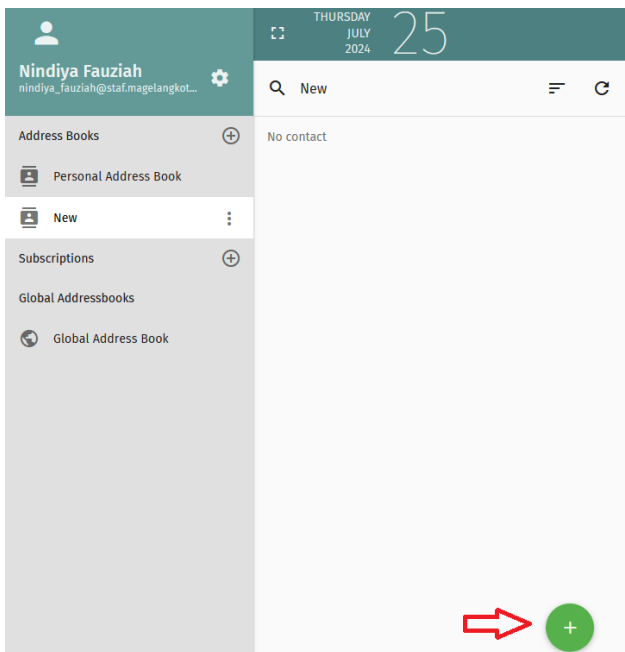 THURSDAY
JULY
2024
25
Nindiya Fauziah
nindiya_fauziah@staf.magelangkot...
New
Address Books
No contact
Personal Address Book
New
Subscriptions
Global Addressbooks
Global Address Book